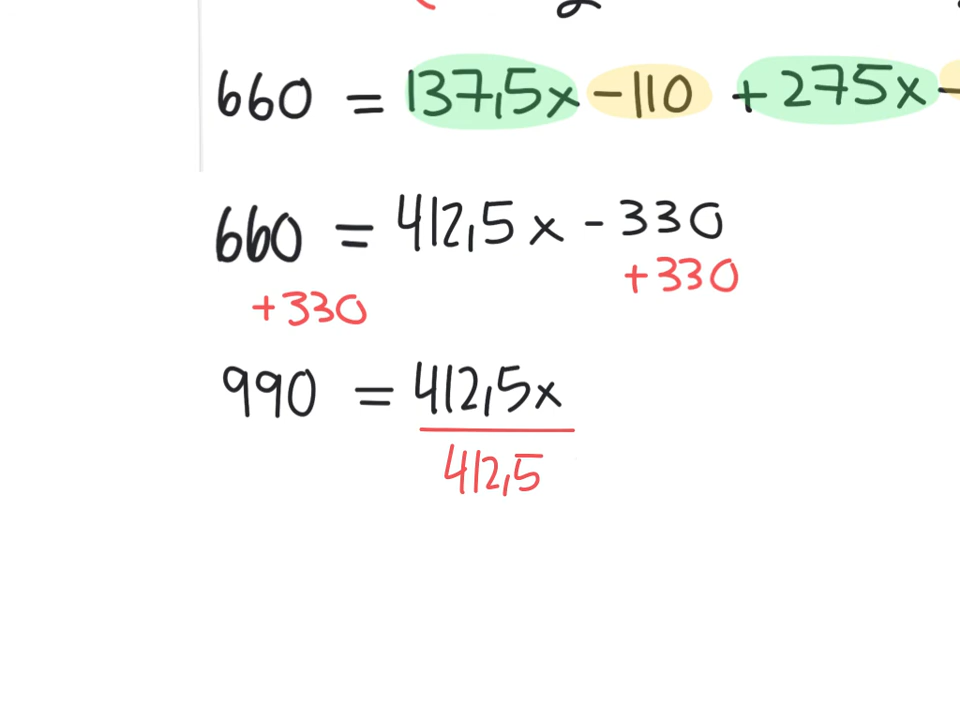 660 = 137,5x -110 + 275x -
660 = 412,5x - 330
+330 +330
990 = 412,5x
412,5